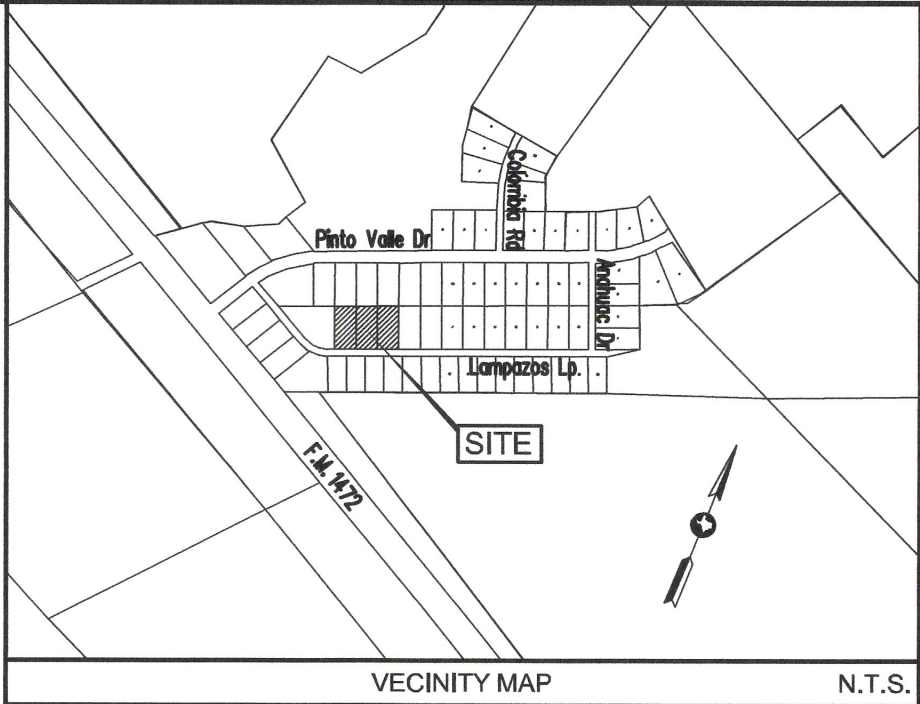 Colombia Rd
Pinto Valle Dr
Anahuac Dr
Lampazos Lp.
SITE
F.M. 1472
VECINITY MAP
N.T.S.